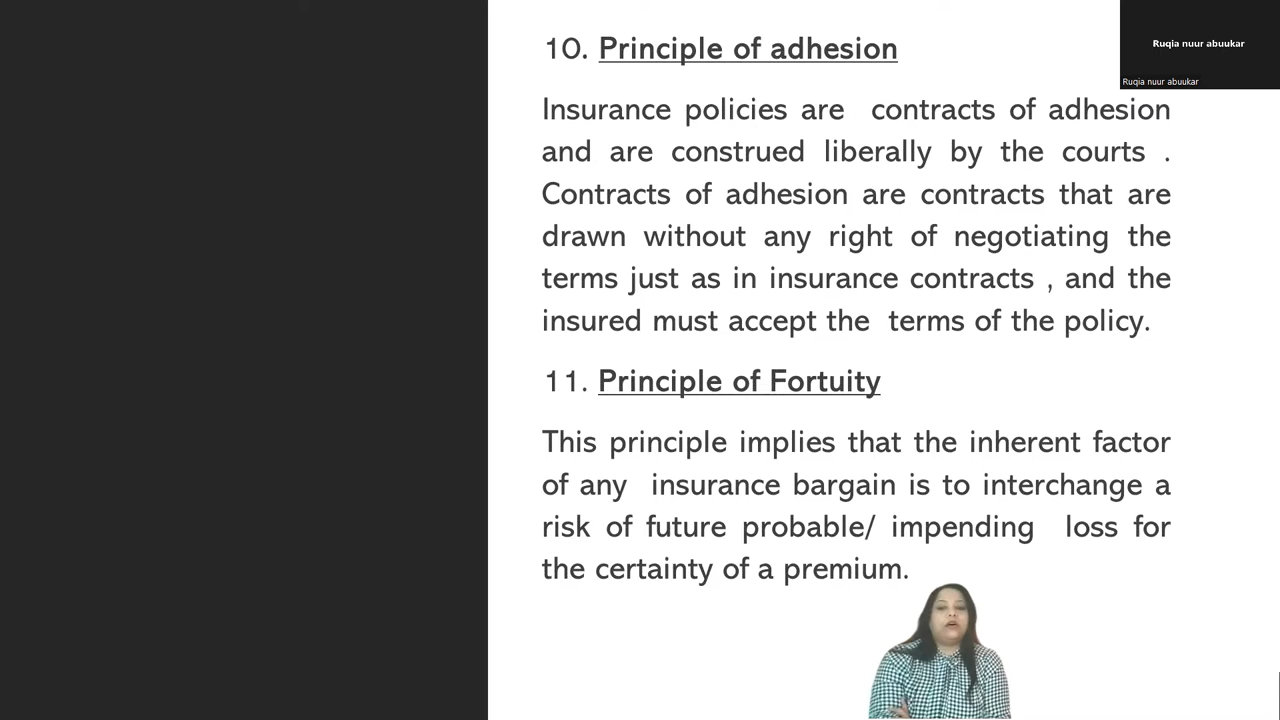 10. Principle of adhesion
Ruqia nuur abuukar
Ruqia nuur abuukar
Insurance policies are contracts of adhesion
and are construed liberally by the courts .
Contracts of adhesion are contracts that are
drawn without any right of negotiating the
terms just as in insurance contracts , and the
insured must accept the terms of the policy.
11. Principle of Fortuity
This principle implies that the inherent factor
of any insurance bargain is to interchange a
risk of future probable/ impending loss for
the certainty of a premium.